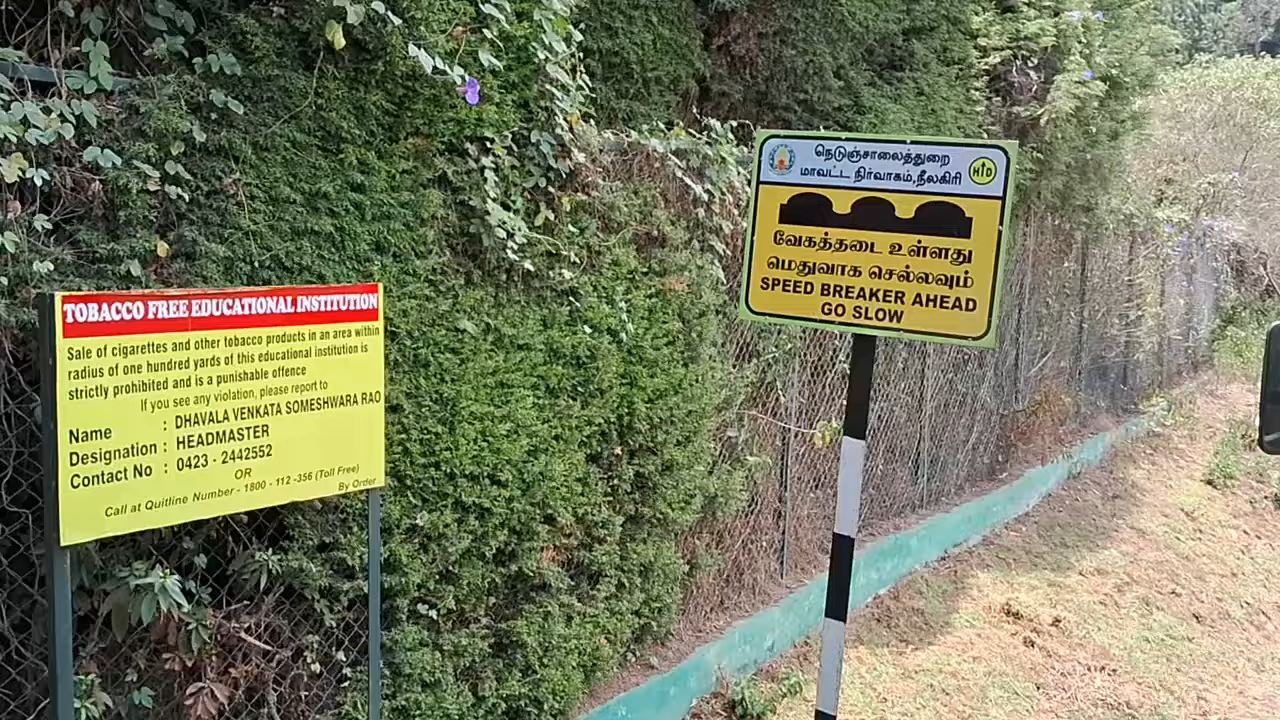 TOBACCO FREE EDUCATIONAL INSTITUTION
Sale of cigarettes and other tobacco products in an area within
radius of one hundred yards of this educational institution is
strictly prohibited and is a punishable offence
If you see any violation, please report to
Name : DHAVALA VENKATA SOMESHWARA RAO
Designation : HEADMASTER
Contact No : 0423 - 2442552
OR
Call at Quitline Number - 1800 - 112 -356 (Toll Free)
By Order
நெடுஞ்சாலைத்துறை
மாவட்ட நிர்வாகம்,நீலகிரி
வேகத்தடை உள்ளது
மெதுவாக செல்லவும்
SPEED BREAKER AHEAD
GO SLOW